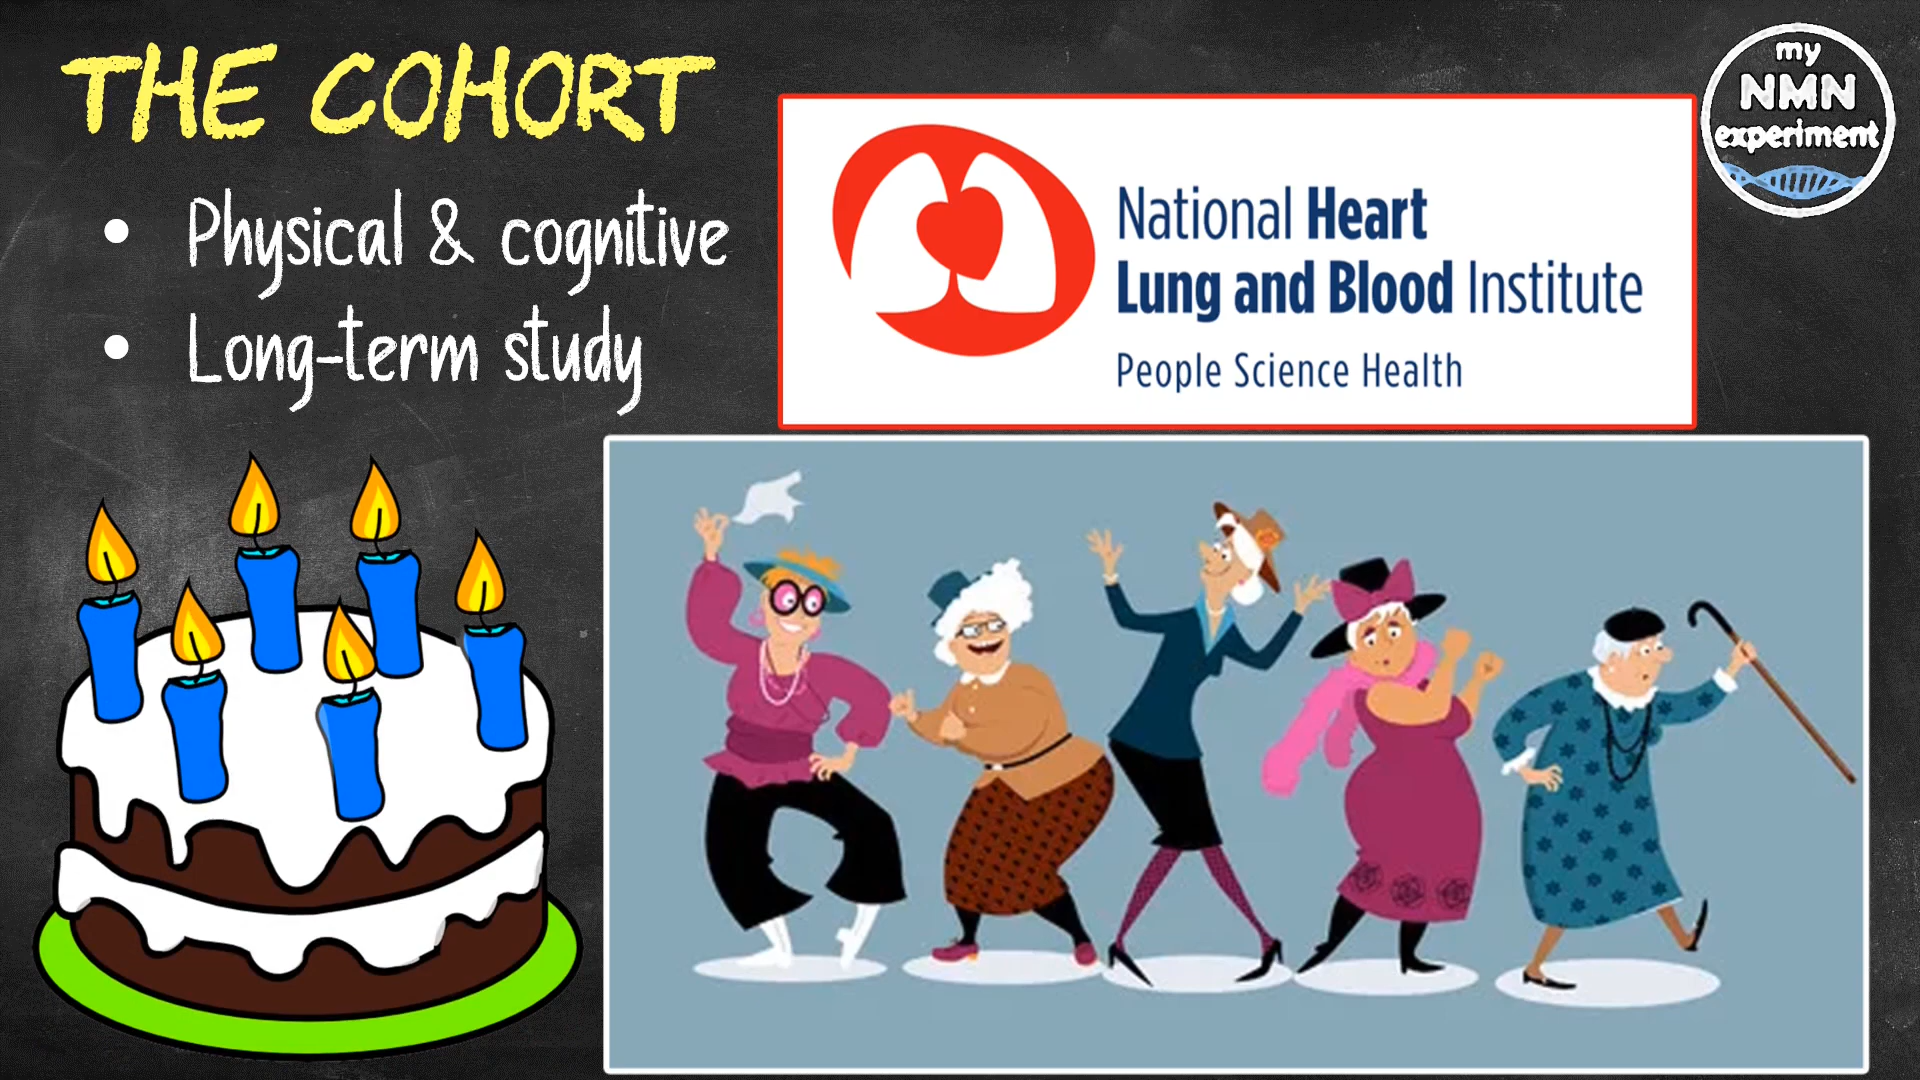 THE COHORT
• Physical & cognitive
• Long-term study
National Heart
Lung and Blood Institute
People Science Health
my
NMN
experiment